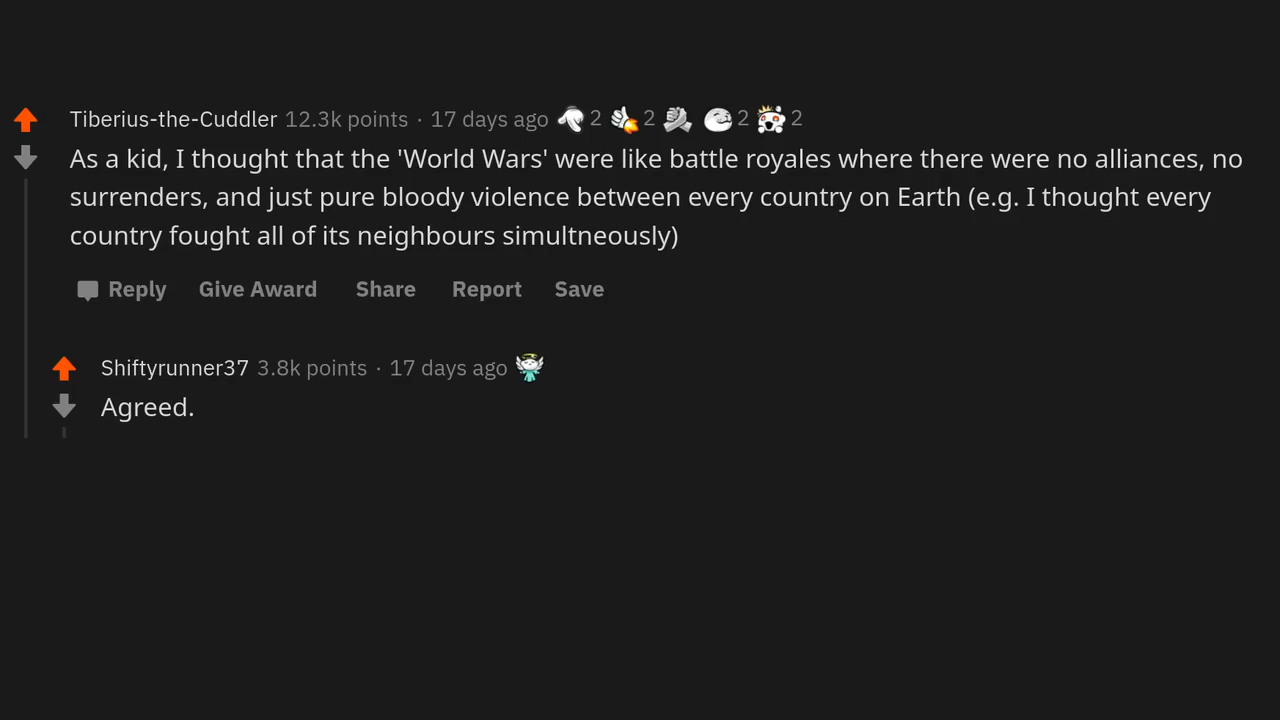 Tiberius-the-Cuddler 12.3k points · 17 days ago 2 2 2 2
As a kid, I thought that the 'World Wars' were like battle royales where there were no alliances, no
surrenders, and just pure bloody violence between every country on Earth (e.g. I thought every
country fought all of its neighbours simultneously)
Reply Give Award Share Report Save
Shiftyrunner37 3.8k points · 17 days ago
Agreed.